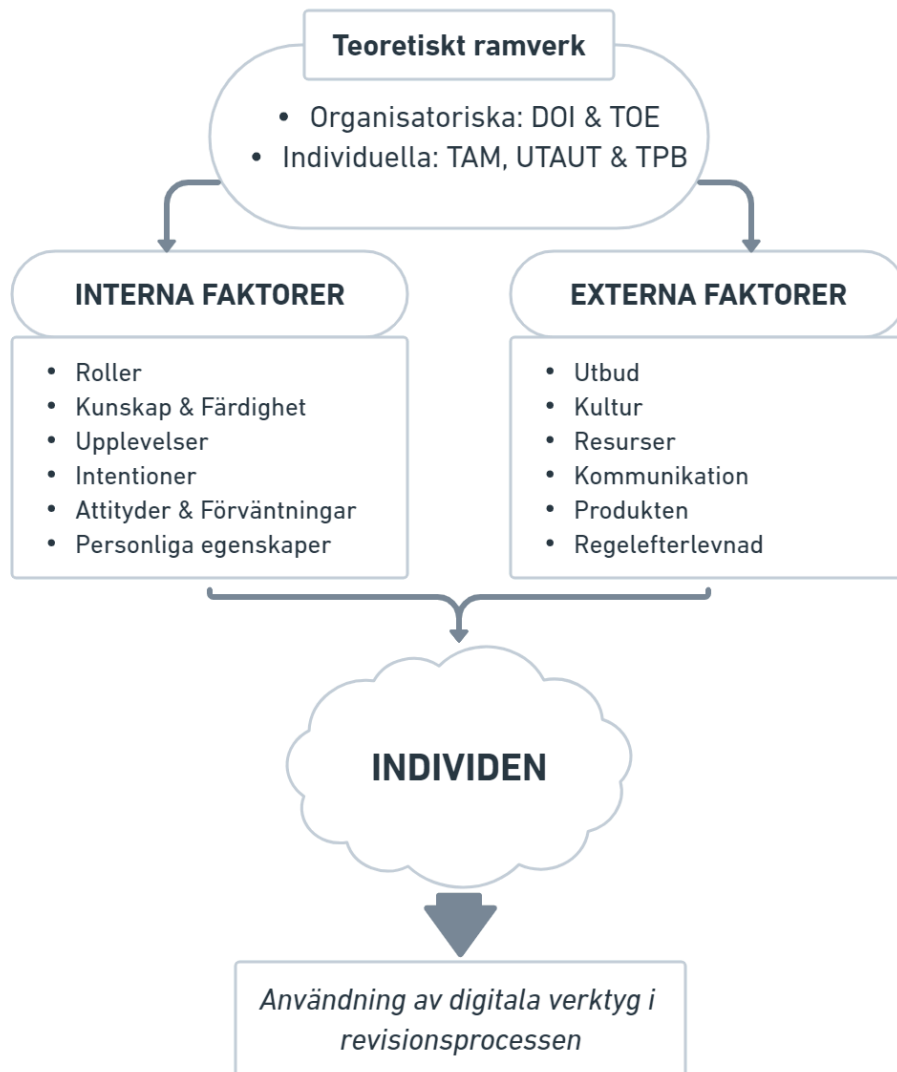 Teoretiskt ramverk
• Organisatoriska: DOI & TOE
• Individuella: TAM, UTAUT & TPB
INTERNA FAKTORER
• Roller
• Kunskap & Färdighet
• Upplevelser
• Intentioner
• Attityder & Förväntningar
• Personliga egenskaper
EXTERNA FAKTORER
• Utbud
• Kultur
• Resurser
• Kommunikation
• Produkten
• Regelefterlevnad
INDIVIDEN
Användning av digitala verktyg i
revisionsprocessen